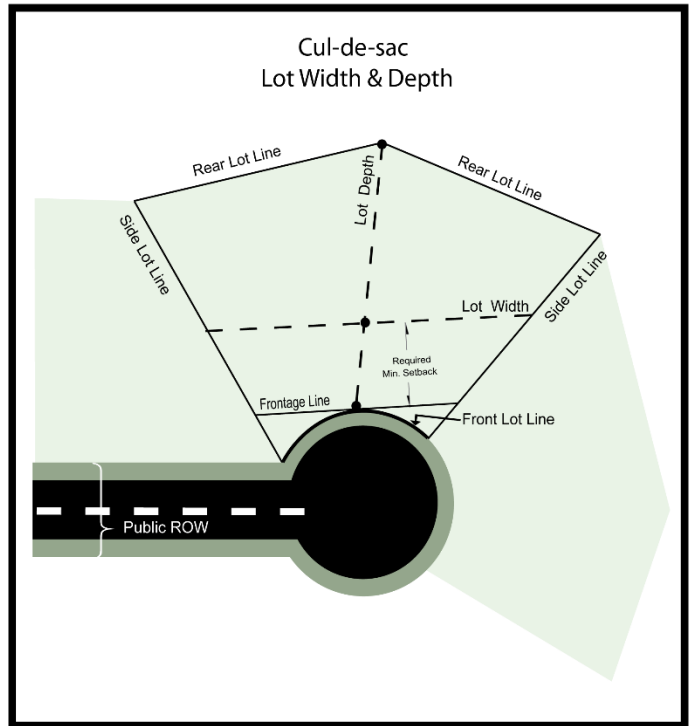 Cul-de-sac
Lot Width & Depth
Rear Lot Line
Lot Depth
Rear Lot Line
Side Lot Line
Lot Width
Side Lot Line
Required
Min. Setback
Frontage Line
Front Lot Line
Public ROW